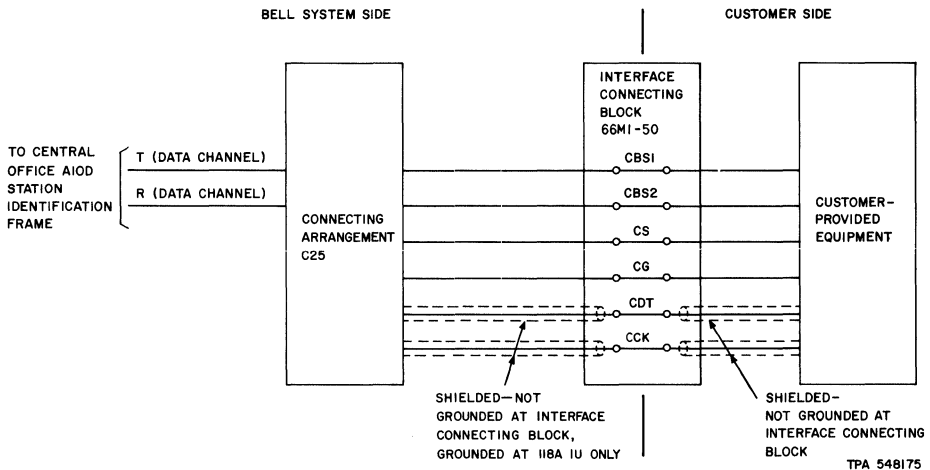 BELL SYSTEM SIDE
CUSTOMER SIDE
INTERFACE
CONNECTING
BLOCK
66M1-50
TO CENTRAL
OFFICE AIOD
STATION
IDENTIFICATION
FRAME
T (DATA CHANNEL)
R (DATA CHANNEL)
CONNECTING
ARRANGEMENT
C25
CBS1
CBS2
CS
CG
CDT
CCK
CUSTOMER-
PROVIDED
EQUIPMENT
SHIELDED—NOT
GROUNDED AT INTERFACE
CONNECTING BLOCK,
GROUNDED AT 118A IU ONLY
SHIELDED-
NOT GROUNDED AT
INTERFACE CONNECTING
BLOCK
TPA 548175